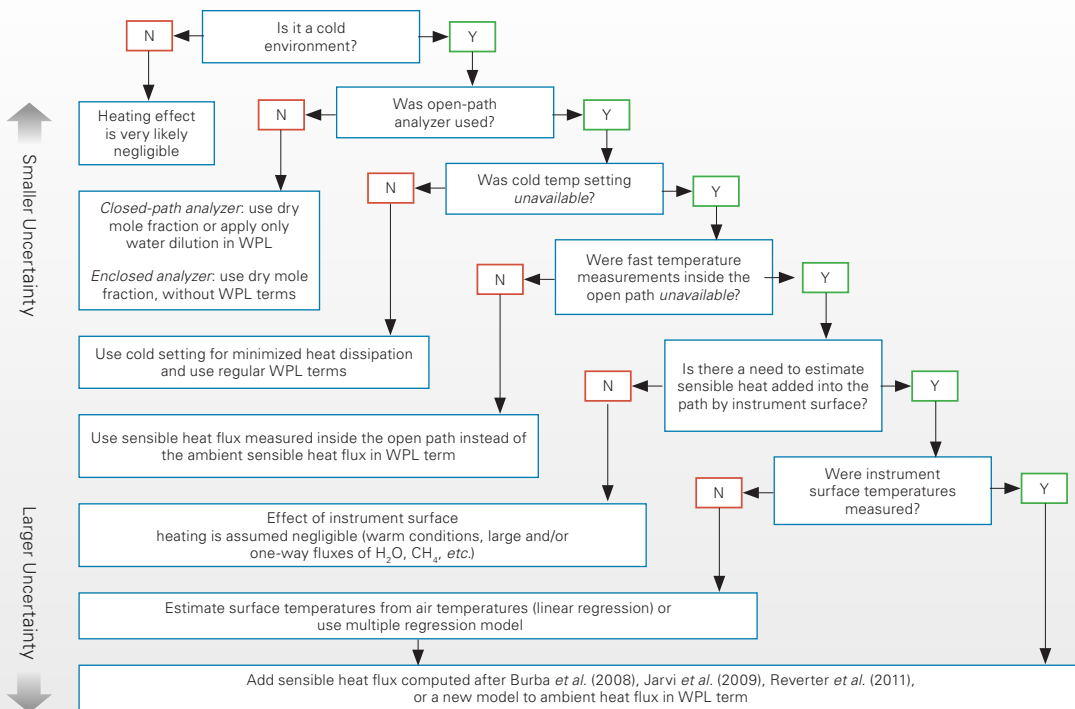 Is it a cold
environment?
N
Y
Heating effect
is very likely
negligible
Was open-path
analyzer used?
N
Y
Closed-path analyzer: use dry
mole fraction or apply only
water dilution in WPL
Enclosed analyzer: use dry mole
fraction, without WPL terms
Was cold temp setting
unavailable?
N
Y
Use cold setting for minimized heat dissipation
and use regular WPL terms
Were fast temperature
measurements inside the
open path unavailable?
N
Y
Use sensible heat flux measured inside the open path instead of
the ambient sensible heat flux in WPL term
Is there a need to estimate
sensible heat added into the
path by instrument surface?
N
Y
Effect of instrument surface
heating is assumed negligible (warm conditions, large and/or
one-way fluxes of H₂O, CH₄, etc.)
Were instrument
surface temperatures
measured?
N
Y
Estimate surface temperatures from air temperatures (linear regression) or
use multiple regression model
Add sensible heat flux computed after Burba et al. (2008), Jarvi et al. (2009), Reverter et al. (2011),
or a new model to ambient heat flux in WPL term
Smaller Uncertainty
Larger Uncertainty